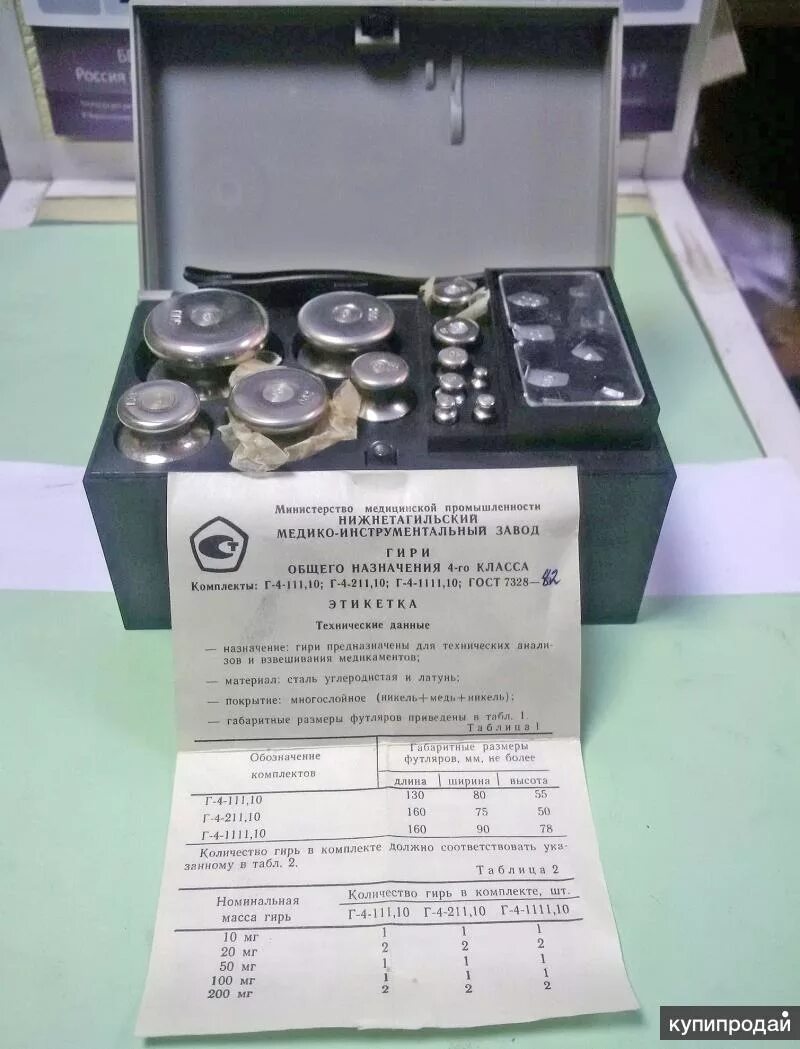 Россия
17
Министерство медицинской промышленности
НИЖНЕТАГИЛЬСКИЙ
МЕДИКО-ИНСТРУМЕНТАЛЬНЫЙ ЗАВОД
ГИРИ
ОБЩЕГО НАЗНАЧЕНИЯ 4-го КЛАССА
Комплекты: Г-4-111,10; Г-4-211,10; Г-4-1111,10; ГОСТ 7328—82
ЭТИКЕТКА
Технические данные
— назначение: гири предназначены для технических анали-
зов и взвешивания медикаментов;
— материал: сталь углеродистая и латунь;
— покрытие: многослойное (никель+медь+никель);
— габаритные размеры футляров приведены в табл. 1.
Таблица 1
Обозначение комплектов Габаритные размеры футляров, мм, не более
длина ширина высота
Г-4-111,10 130 80 55
Г-4-211,10 160 75 50
Г-4-1111,10 160 90 78
Количество гирь в комплекте должно соответствовать ука-
занному в табл. 2.
Таблица 2
Номинальная масса гирь Количество гирь в комплекте, шт.
Г-4-111,10 Г-4-211,10 Г-4-1111,10
10 мг 1 1 1
20 мг 2 2 2
50 мг 1 1 1
100 мг 1 1 1
200 мг 2 2 2
купипродай